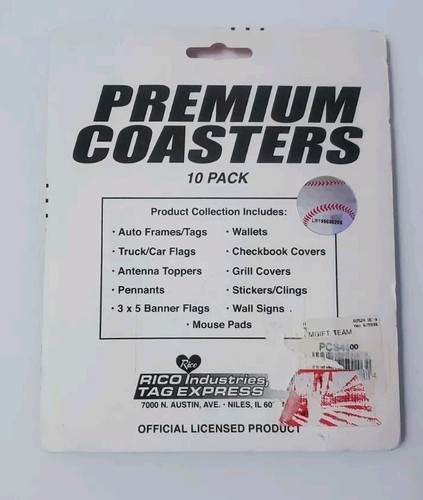 PREMIUM
COASTERS
10 PACK
Product Collection Includes:
· Auto Frames/Tags
· Wallets
· Truck/Car Flags
· Checkbook Covers
· Antenna Toppers
· Grill Covers
· Pennants
· Stickers/Clings
· 3 x 5 Banner Flags
· Wall Signs
· Mouse Pads
Rico
RICO Industries,
TAG EXPRESS
7000 N. AUSTIN, AVE. · NILES, IL 60
OFFICIAL LICENSED PRODUCT
TEAM